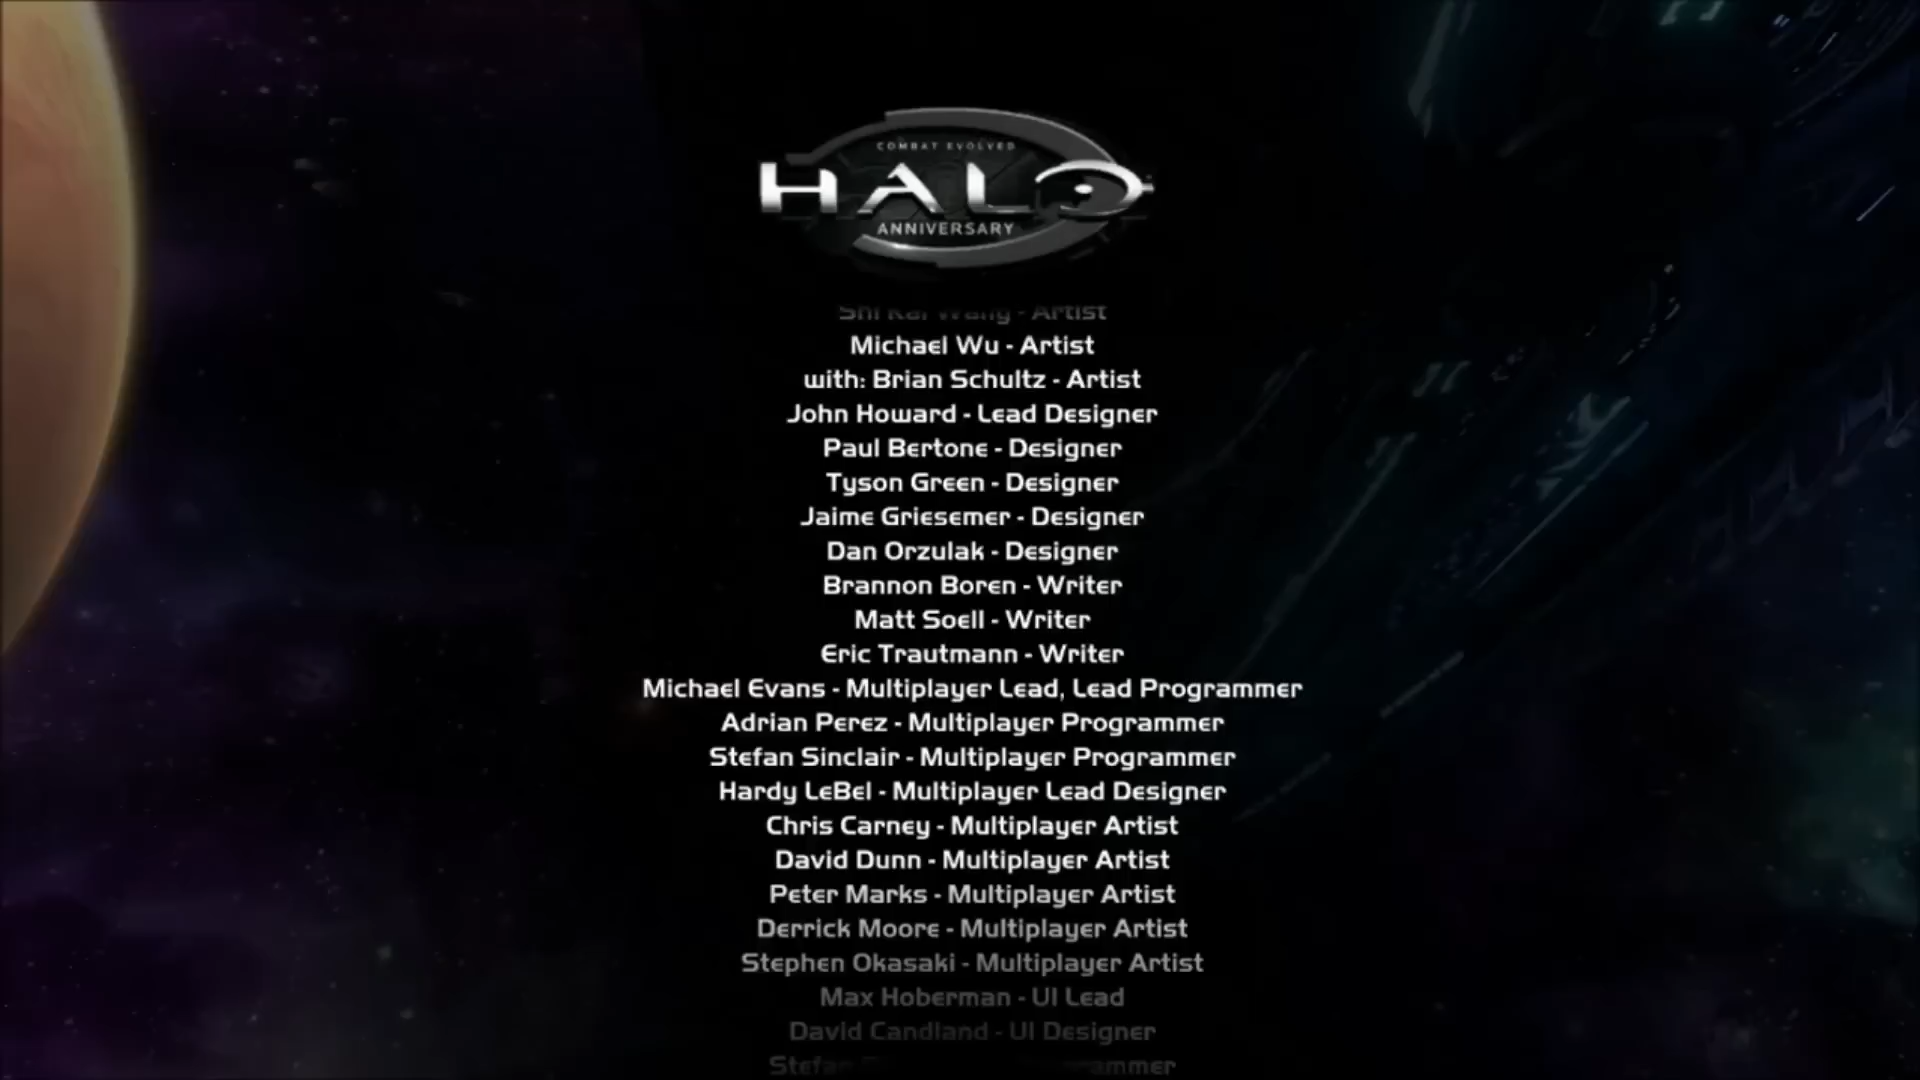 COMBAT EVOLVED
HALO
ANNIVERSARY
Shi Kai Wang - Artist
Michael Wu - Artist
with: Brian Schultz - Artist
John Howard - Lead Designer
Paul Bertone - Designer
Tyson Green - Designer
Jaime Griesemer - Designer
Dan Orzulak - Designer
Brannon Boren - Writer
Matt Soell - Writer
Eric Trautmann - Writer
Michael Evans - Multiplayer Lead, Lead Programmer
Adrian Perez - Multiplayer Programmer
Stefan Sinclair - Multiplayer Programmer
Hardy LeBel - Multiplayer Lead Designer
Chris Carney - Multiplayer Artist
David Dunn - Multiplayer Artist
Peter Marks - Multiplayer Artist
Derrick Moore - Multiplayer Artist
Stephen Okasaki - Multiplayer Artist
Max Hoberman - UI Lead
David Candland - UI Designer